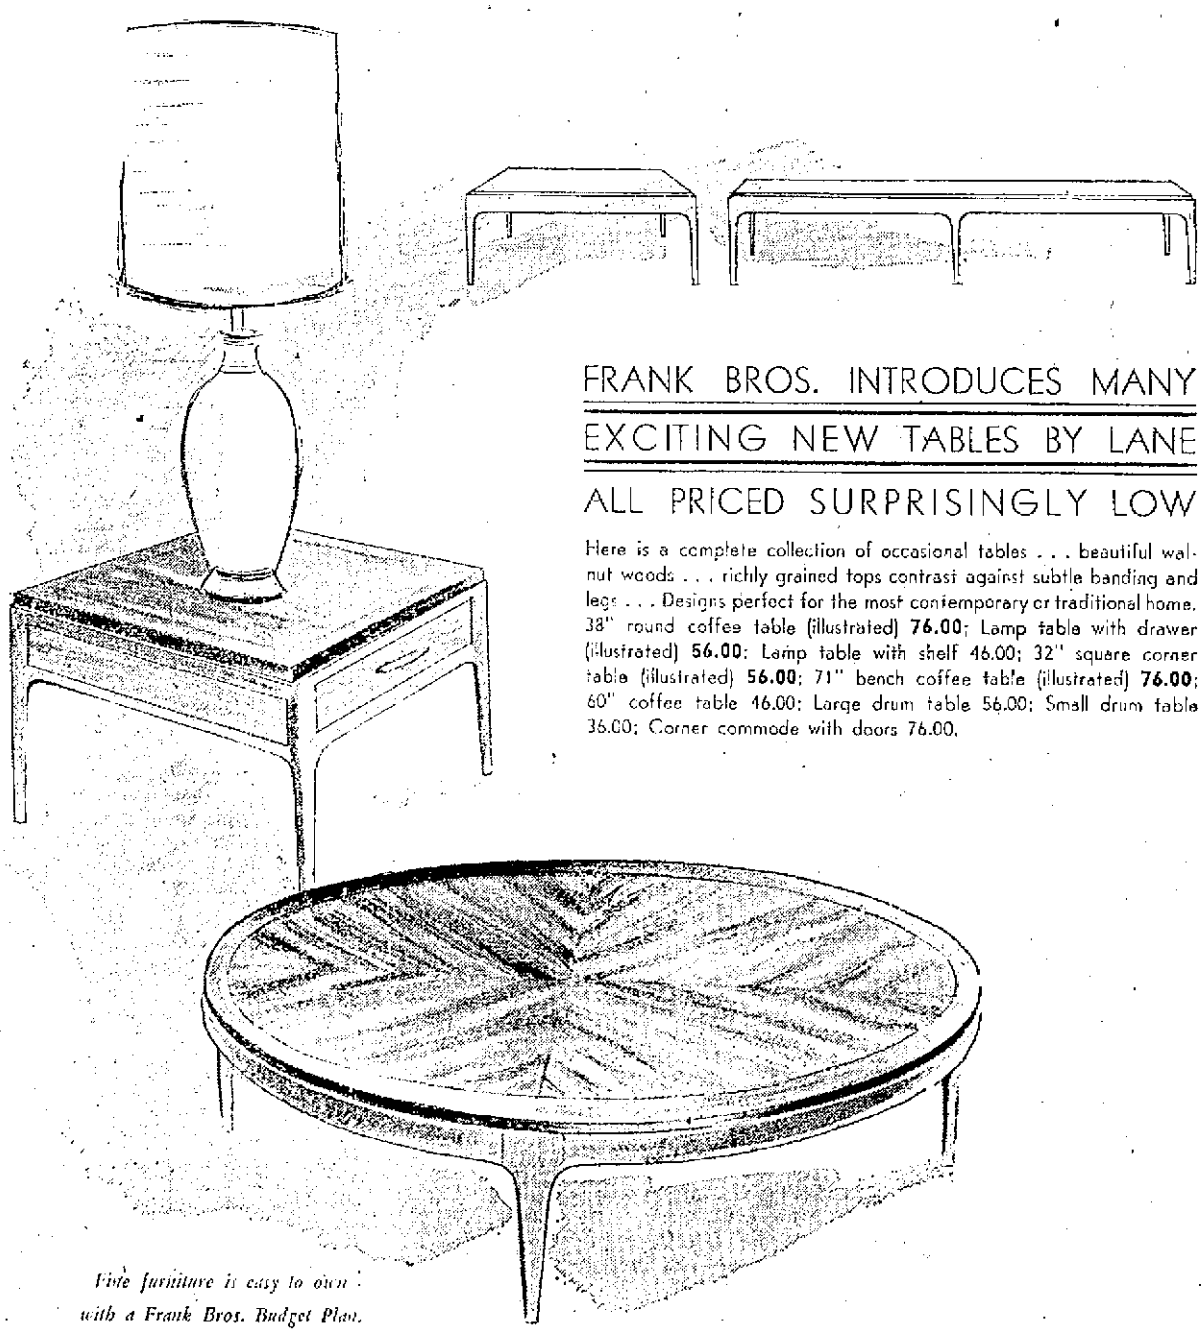 FRANK BROS. INTRODUCES MANY
EXCITING NEW TABLES BY LANE
ALL PRICED SURPRISINGLY LOW
Here is a complete collection of occasional tables . . . beautiful wal-
nut woods . . . richly grained tops contrast against subtle banding and
legs . . . Designs perfect for the most contemporary or traditional home.
38" round coffee table (illustrated) 76.00; Lamp table with drawer
(illustrated) 56.00; Lamp table with shelf 46.00; 32" square corner
table (illustrated) 56.00; 71" bench coffee table (illustrated) 76.00;
60" coffee table 46.00; Large drum table 56.00; Small drum table
36.00; Corner commode with doors 76.00.
Fine furniture is easy to own
with a Frank Bros. Budget Plan.